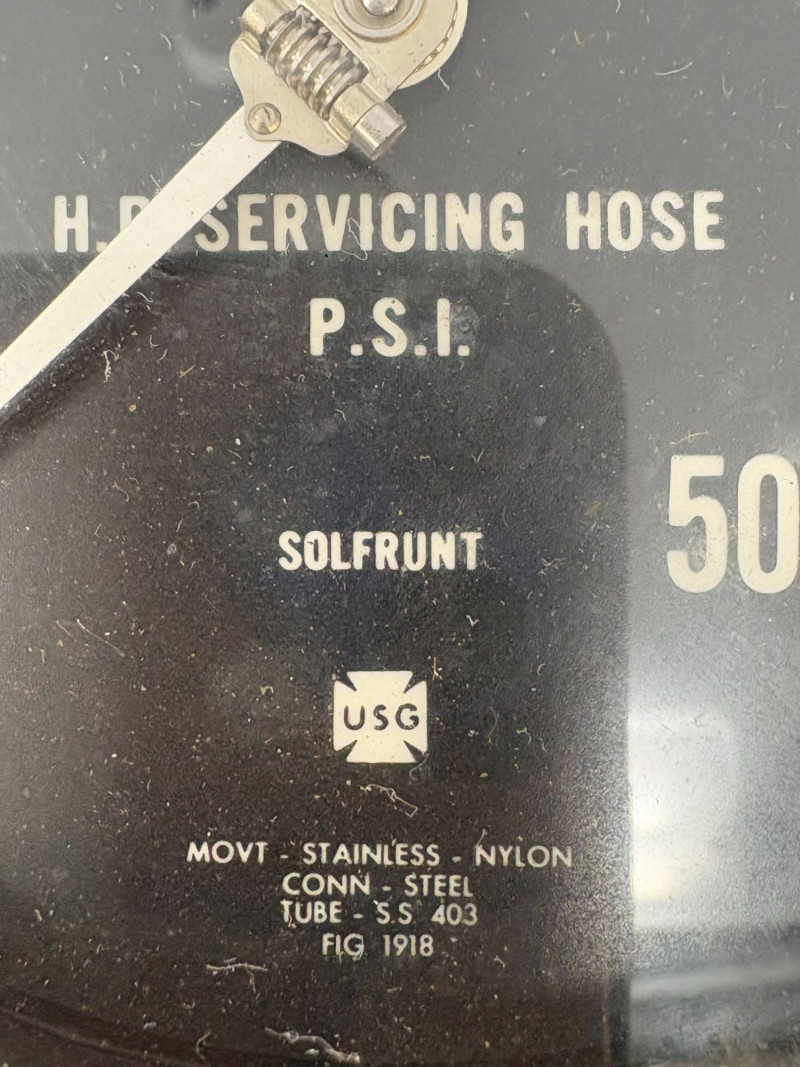 H.P. SERVICING HOSE
P.S.I.
50
SOLFRUNT
USG
MOVT - STAINLESS - NYLON
CONN - STEEL
TUBE - S.S. 403
FIG 1918